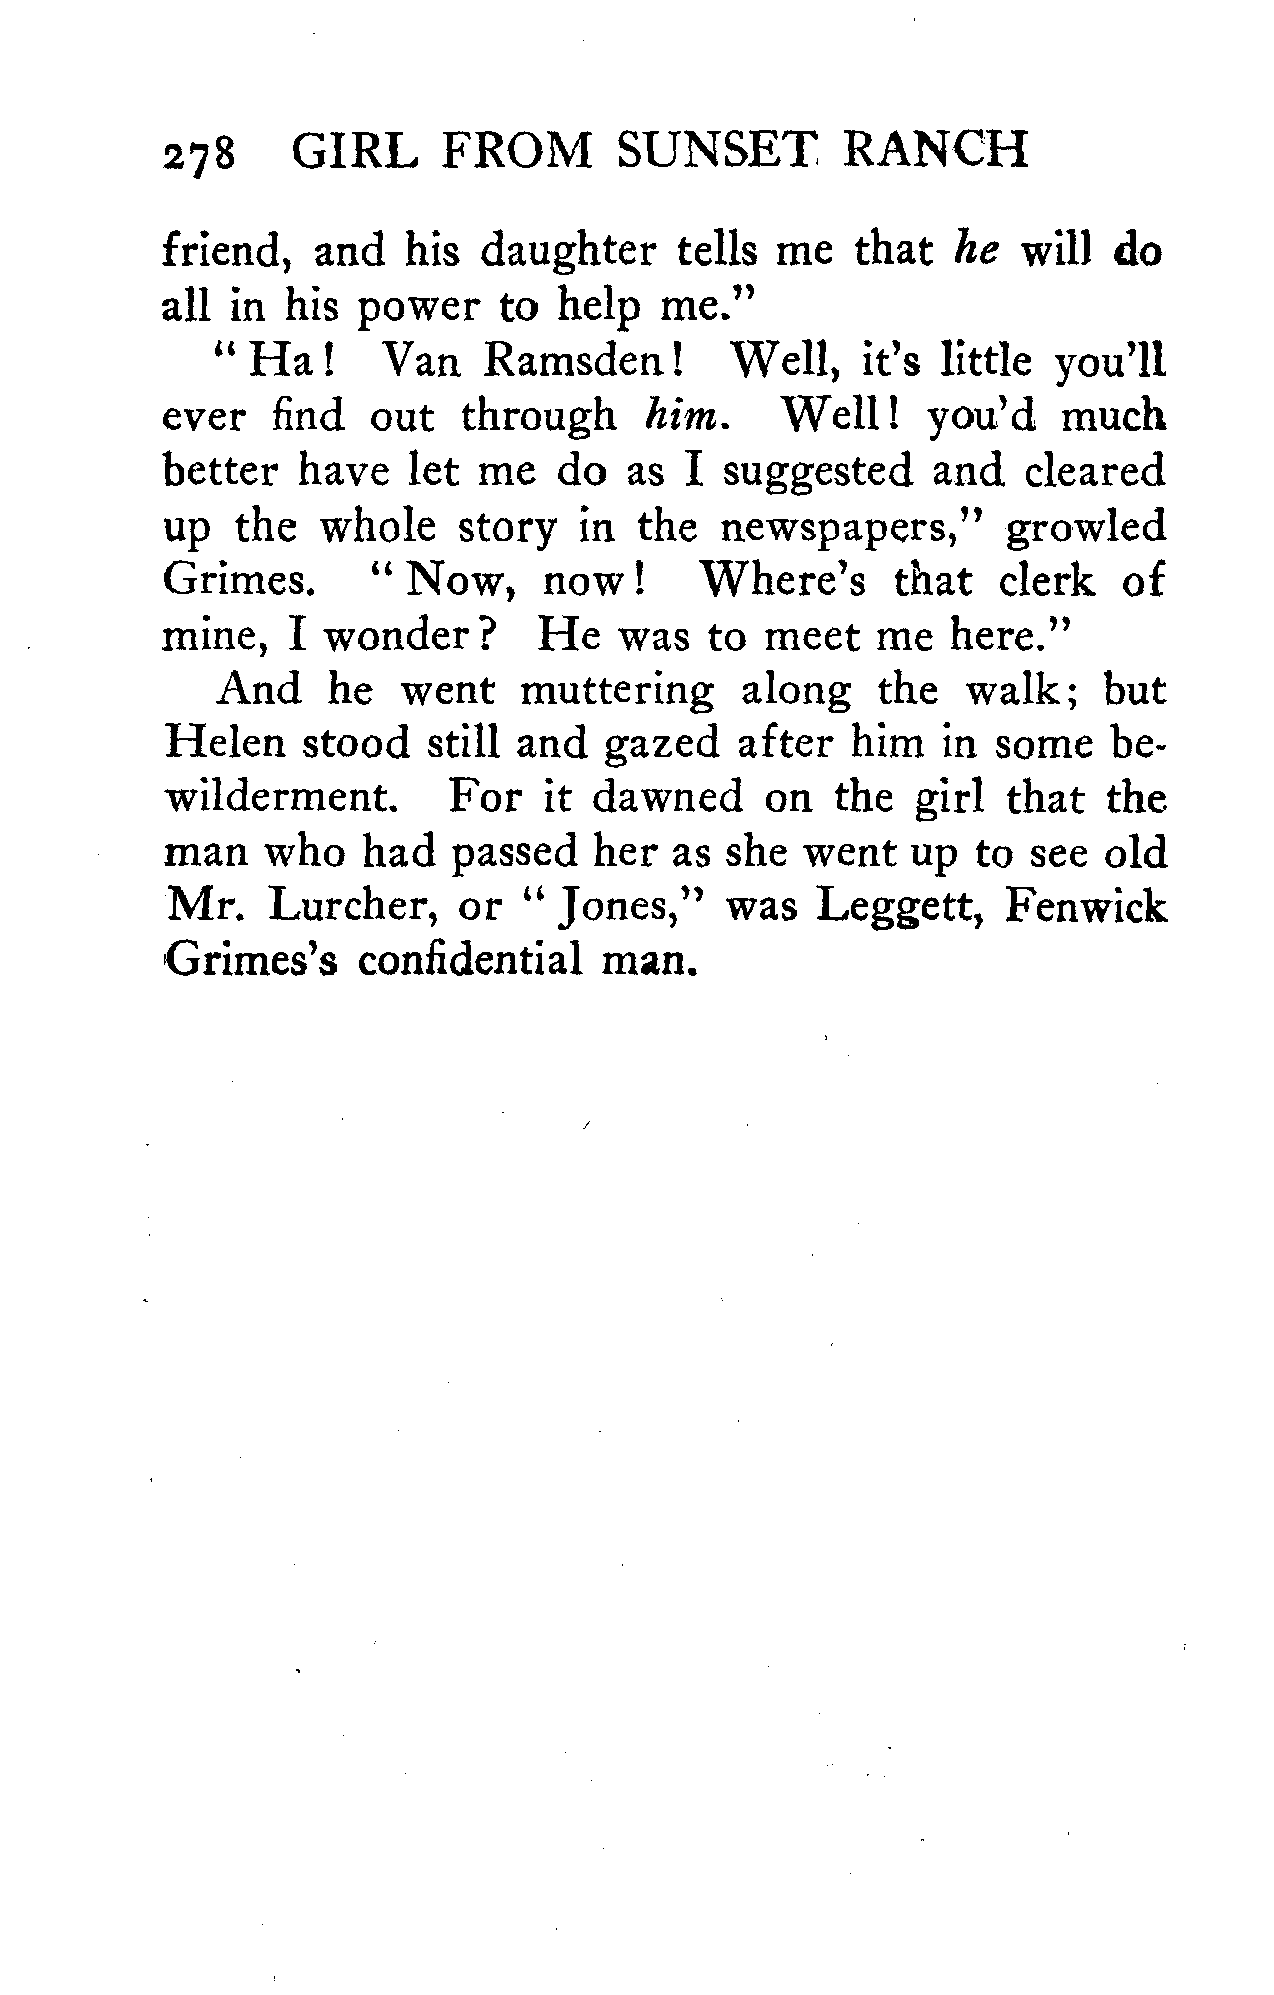 278 GIRL FROM SUNSET RANCH
friend, and his daughter tells me that he will do
all in his power to help me."
" Ha! Van Ramsden! Well, it's little you'll
ever find out through him. Well! you'd much
better have let me do as I suggested and cleared
up the whole story in the newspapers," growled
Grimes. " Now, now! Where's that clerk of
mine, I wonder? He was to meet me here."
And he went muttering along the walk; but
Helen stood still and gazed after him in some be-
wilderment. For it dawned on the girl that the
man who had passed her as she went up to see old
Mr. Lurcher, or " Jones," was Leggett, Fenwick
Grimes's confidential man.